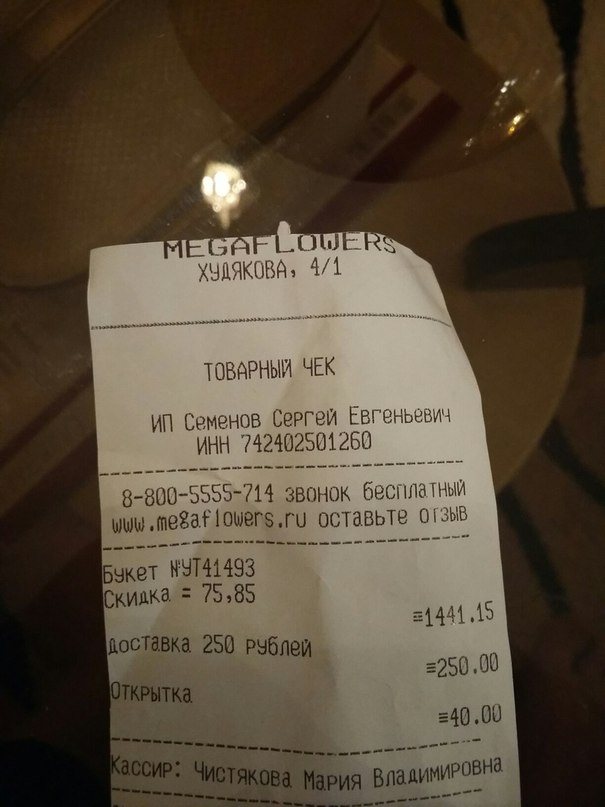 MEGAFLOWERS
ХУДЯКОВА, 4/1
ТОВАРНЫЙ ЧЕК
ИП Семенов Сергей Евгеньевич
ИНН 742402501260
8-800-5555-714 звонок бесплатный
www.megaflowers.ru оставьте отзыв
Букет №УТ41493
Скидка = 75,85
≡1441.15
Доставка 250 рублей
≡250.00
Открытка
≡40.00
Кассир: Чистякова Мария Владимировна